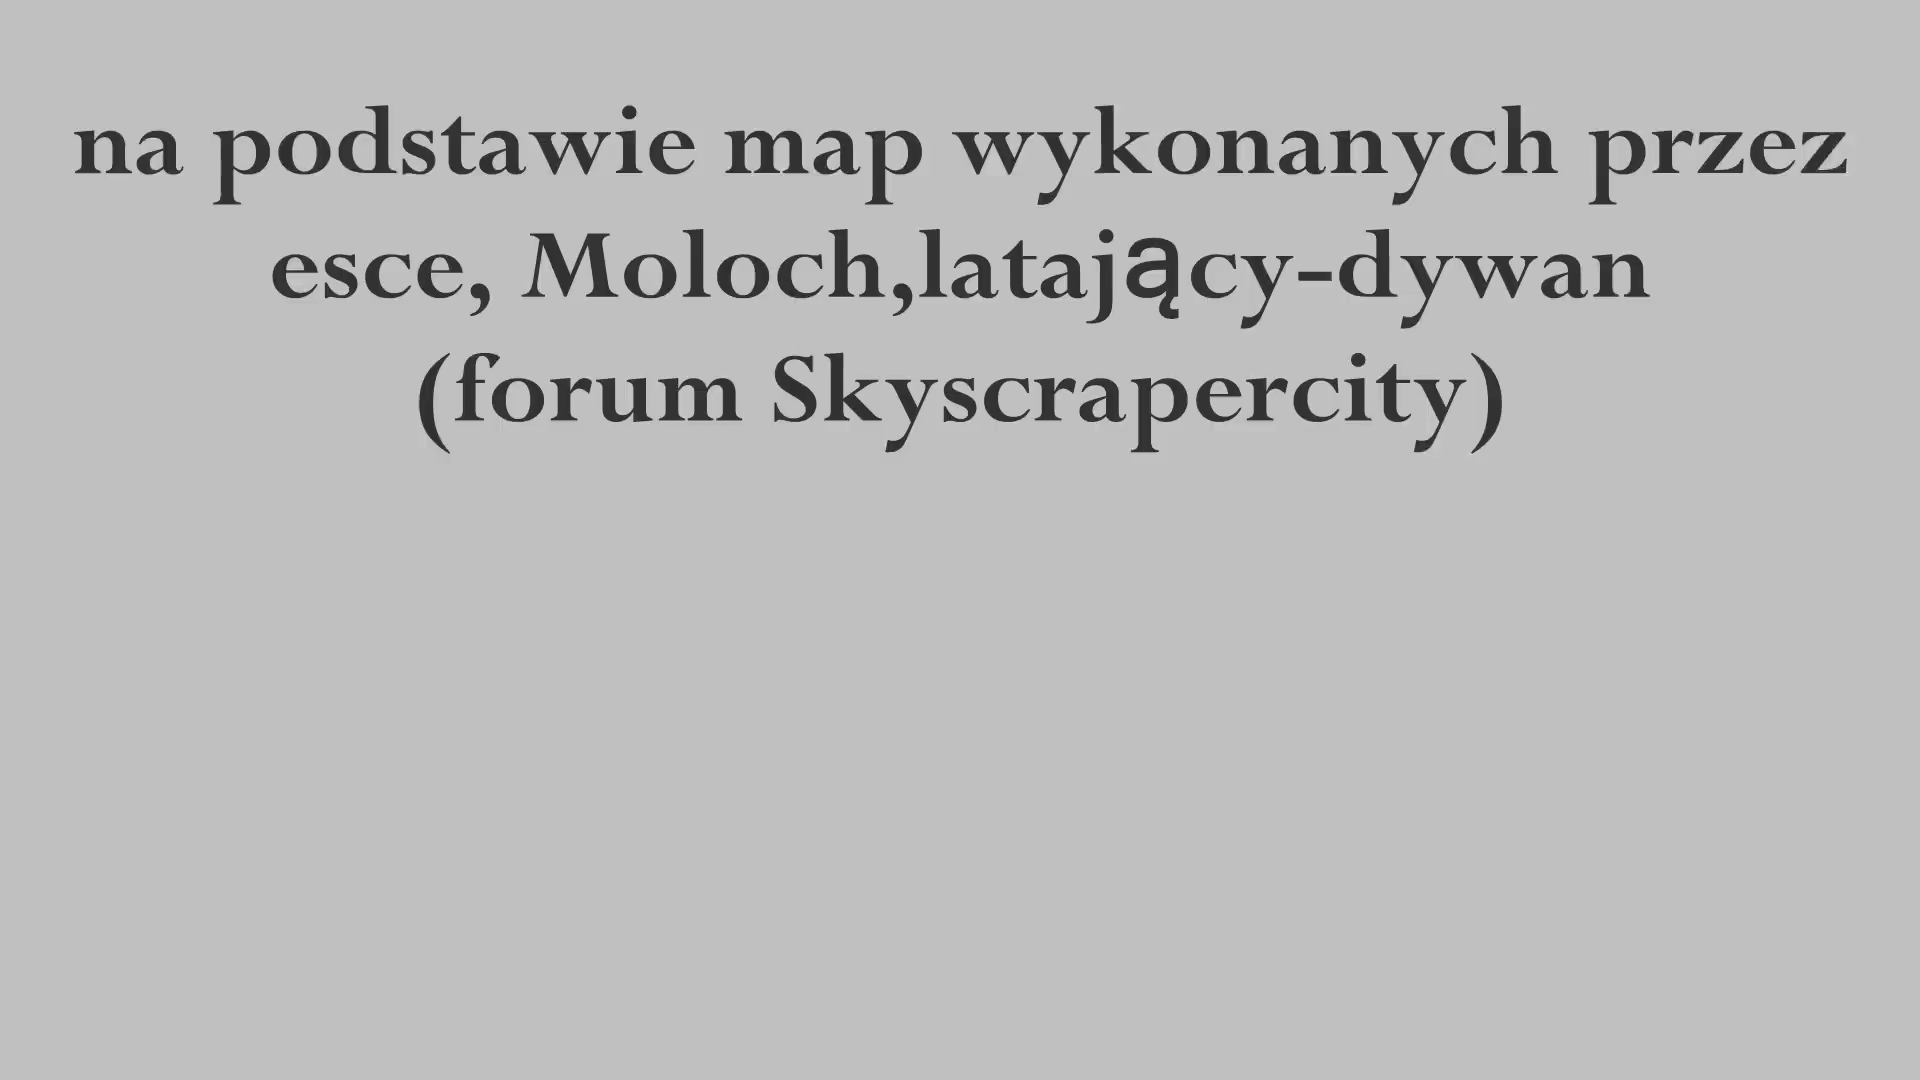 na podstawie map wykonanych przez
esce, Moloch,latający-dywan
(forum Skyscrapercity)